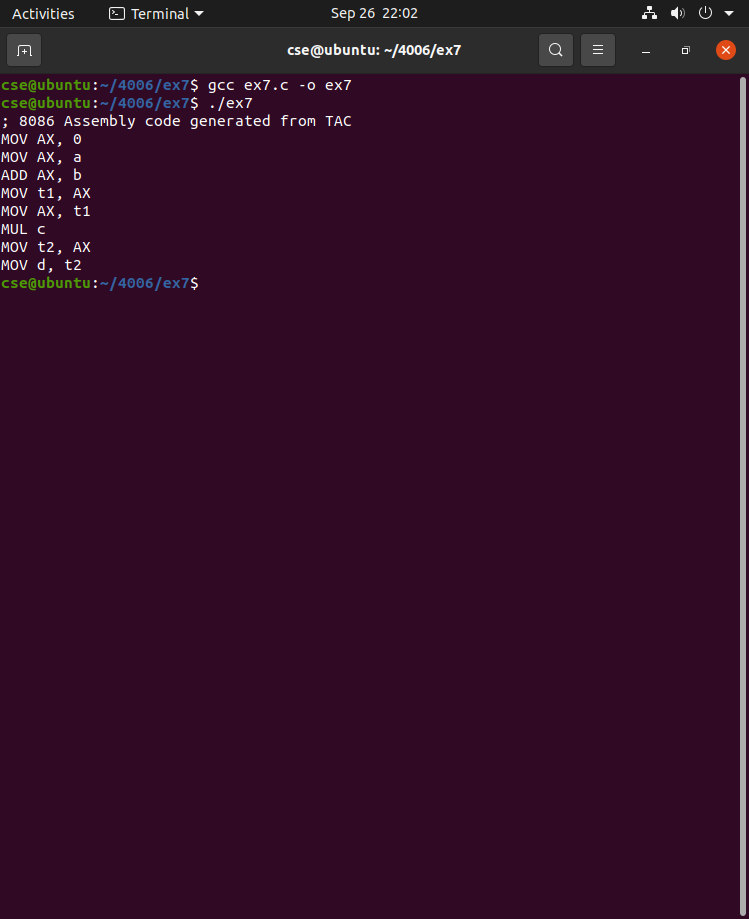 Activities Terminal Sep 26 22:02
cse@ubuntu: ~/4006/ex7
cse@ubuntu:~/4006/ex7$ gcc ex7.c -o ex7
cse@ubuntu:~/4006/ex7$ ./ex7
; 8086 Assembly code generated from TAC
MOV AX, 0
MOV AX, a
ADD AX, b
MOV t1, AX
MOV AX, t1
MUL c
MOV t2, AX
MOV d, t2
cse@ubuntu:~/4006/ex7$